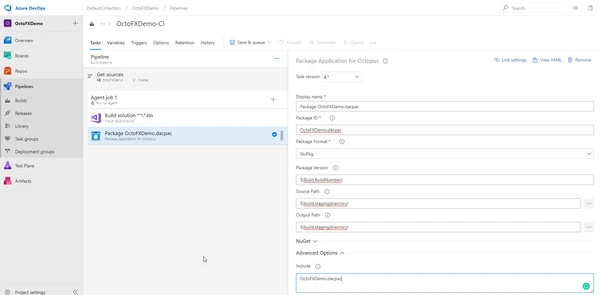 Azure DevOps
DefaultCollection / OctoFXDemo / Pipelines
Search
OctoFXDemo
Overview
Boards
Repos
Pipelines
Builds
Releases
Library
Task groups
Deployment groups
Test Plans
Artifacts
Project settings
OctoFXDemo-CI
Tasks Variables Triggers Options Retention History
Save & queue Discard Summary Queue
Pipeline
Build pipeline
Get sources
OctoFXDemo master
Agent job 1
Run on agent
Build solution **\*.sln
Visual Studio build
Package OctoFXDemo.dacpac
Package Application for Octopus
Package Application for Octopus
Link settings View YAML Remove
Task version 4.*
Display name *
Package OctoFXDemo.dacpac
Package ID *
OctoFXDemo.dacpac
Package Format *
NuPkg
Package Version
$(Build.BuildNumber)
Source Path
$(build.stagingdirectory)
Output Path
$(build.stagingdirectory)
NuGet
Advanced Options
Include
OctoFXDemo.dacpac